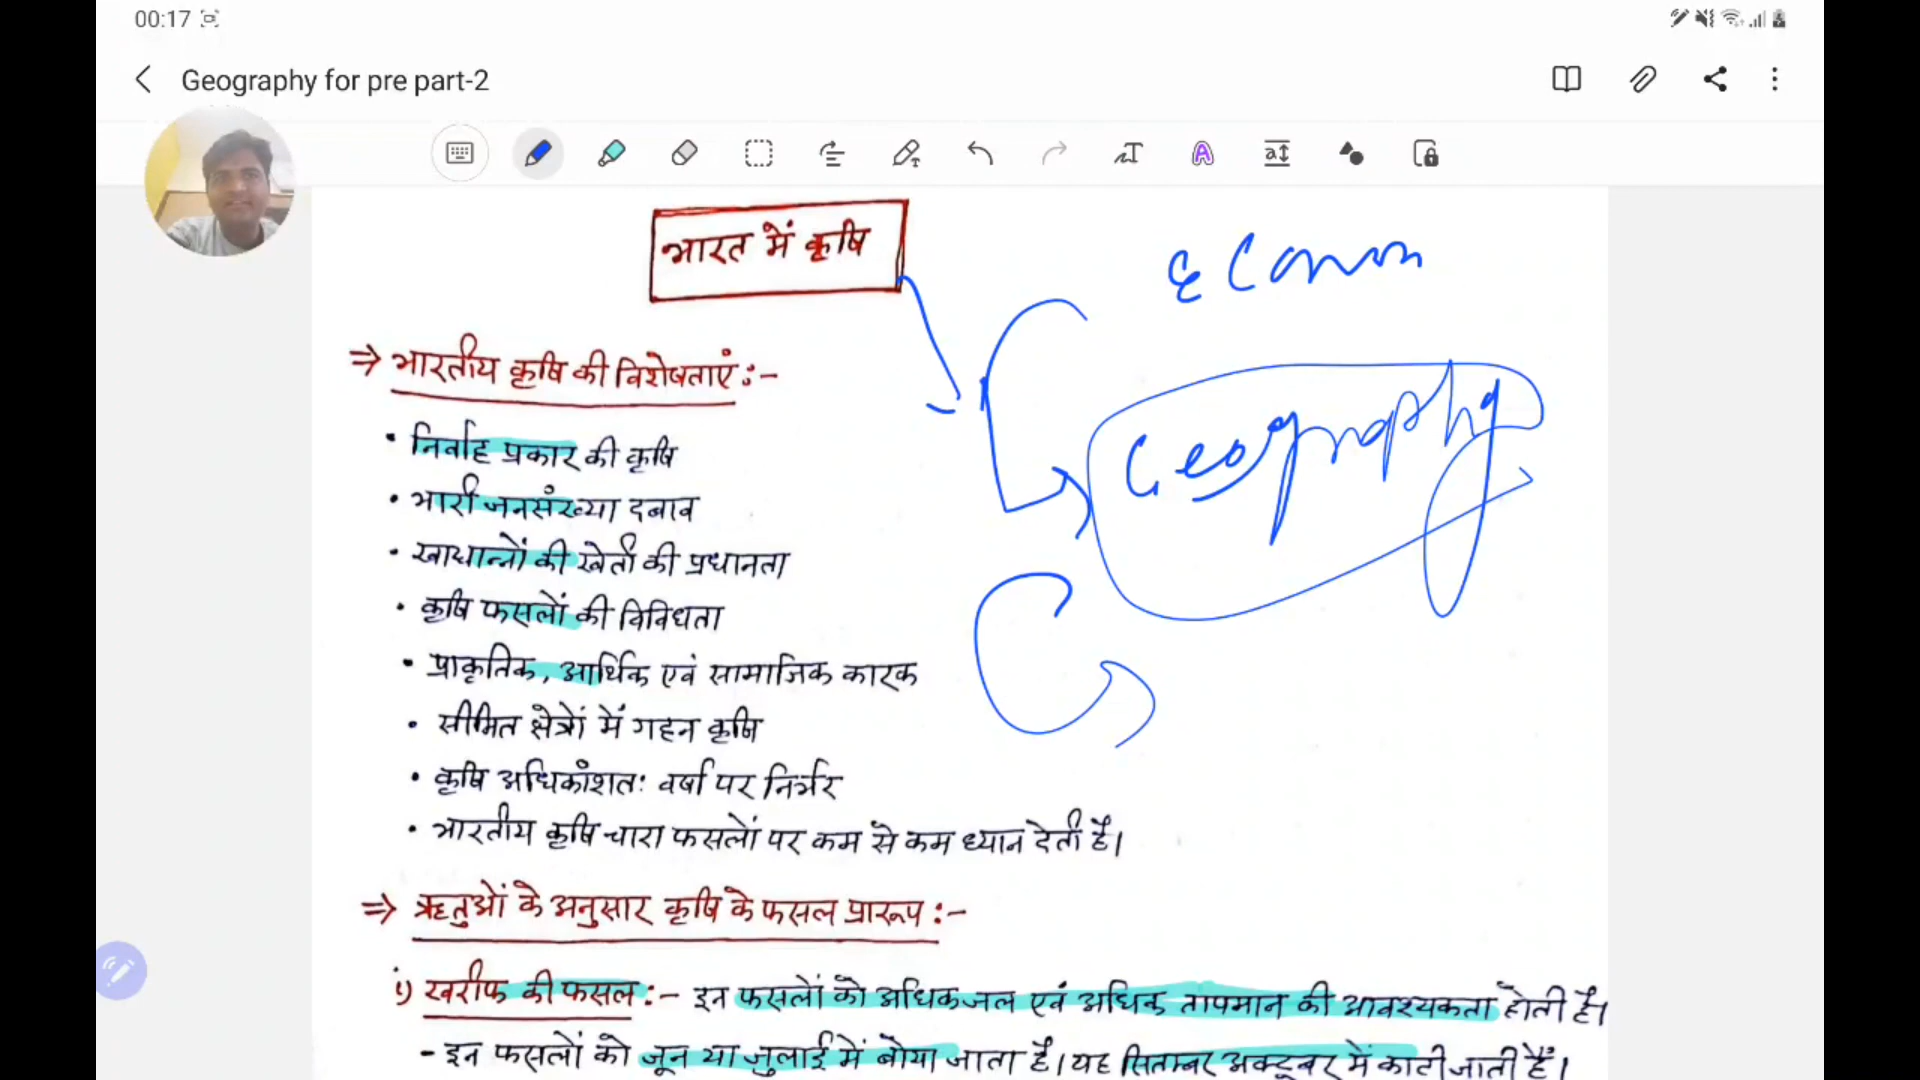 00:17
Geography for pre part-2
भारत में कृषि
Econom
Geography
⇒ भारतीय कृषि की विशेषताएं :-
• निर्वाह प्रकार की कृषि
• भारी जनसंख्या दबाव
• खाद्यान्नों की खेती की प्रधानता
• कृषि फसलों की विविधता
• प्राकृतिक, आर्थिक एवं सामाजिक कारक
• सीमित क्षेत्रों में गहन कृषि
• कृषि अधिकांशतः वर्षा पर निर्भर
• भारतीय कृषि चारा फसलों पर कम से कम ध्यान देती है।
⇒ ऋतुओं के अनुसार कृषि के फसल प्रारूप :-
i) खरीफ की फसल :- इन फसलों को अधिक जल एवं अधिक तापमान की आवश्यकता होती है।
- इन फसलों को जून या जुलाई में बोया जाता है। यह सितम्बर अक्टूबर में काटी जाती हैं।